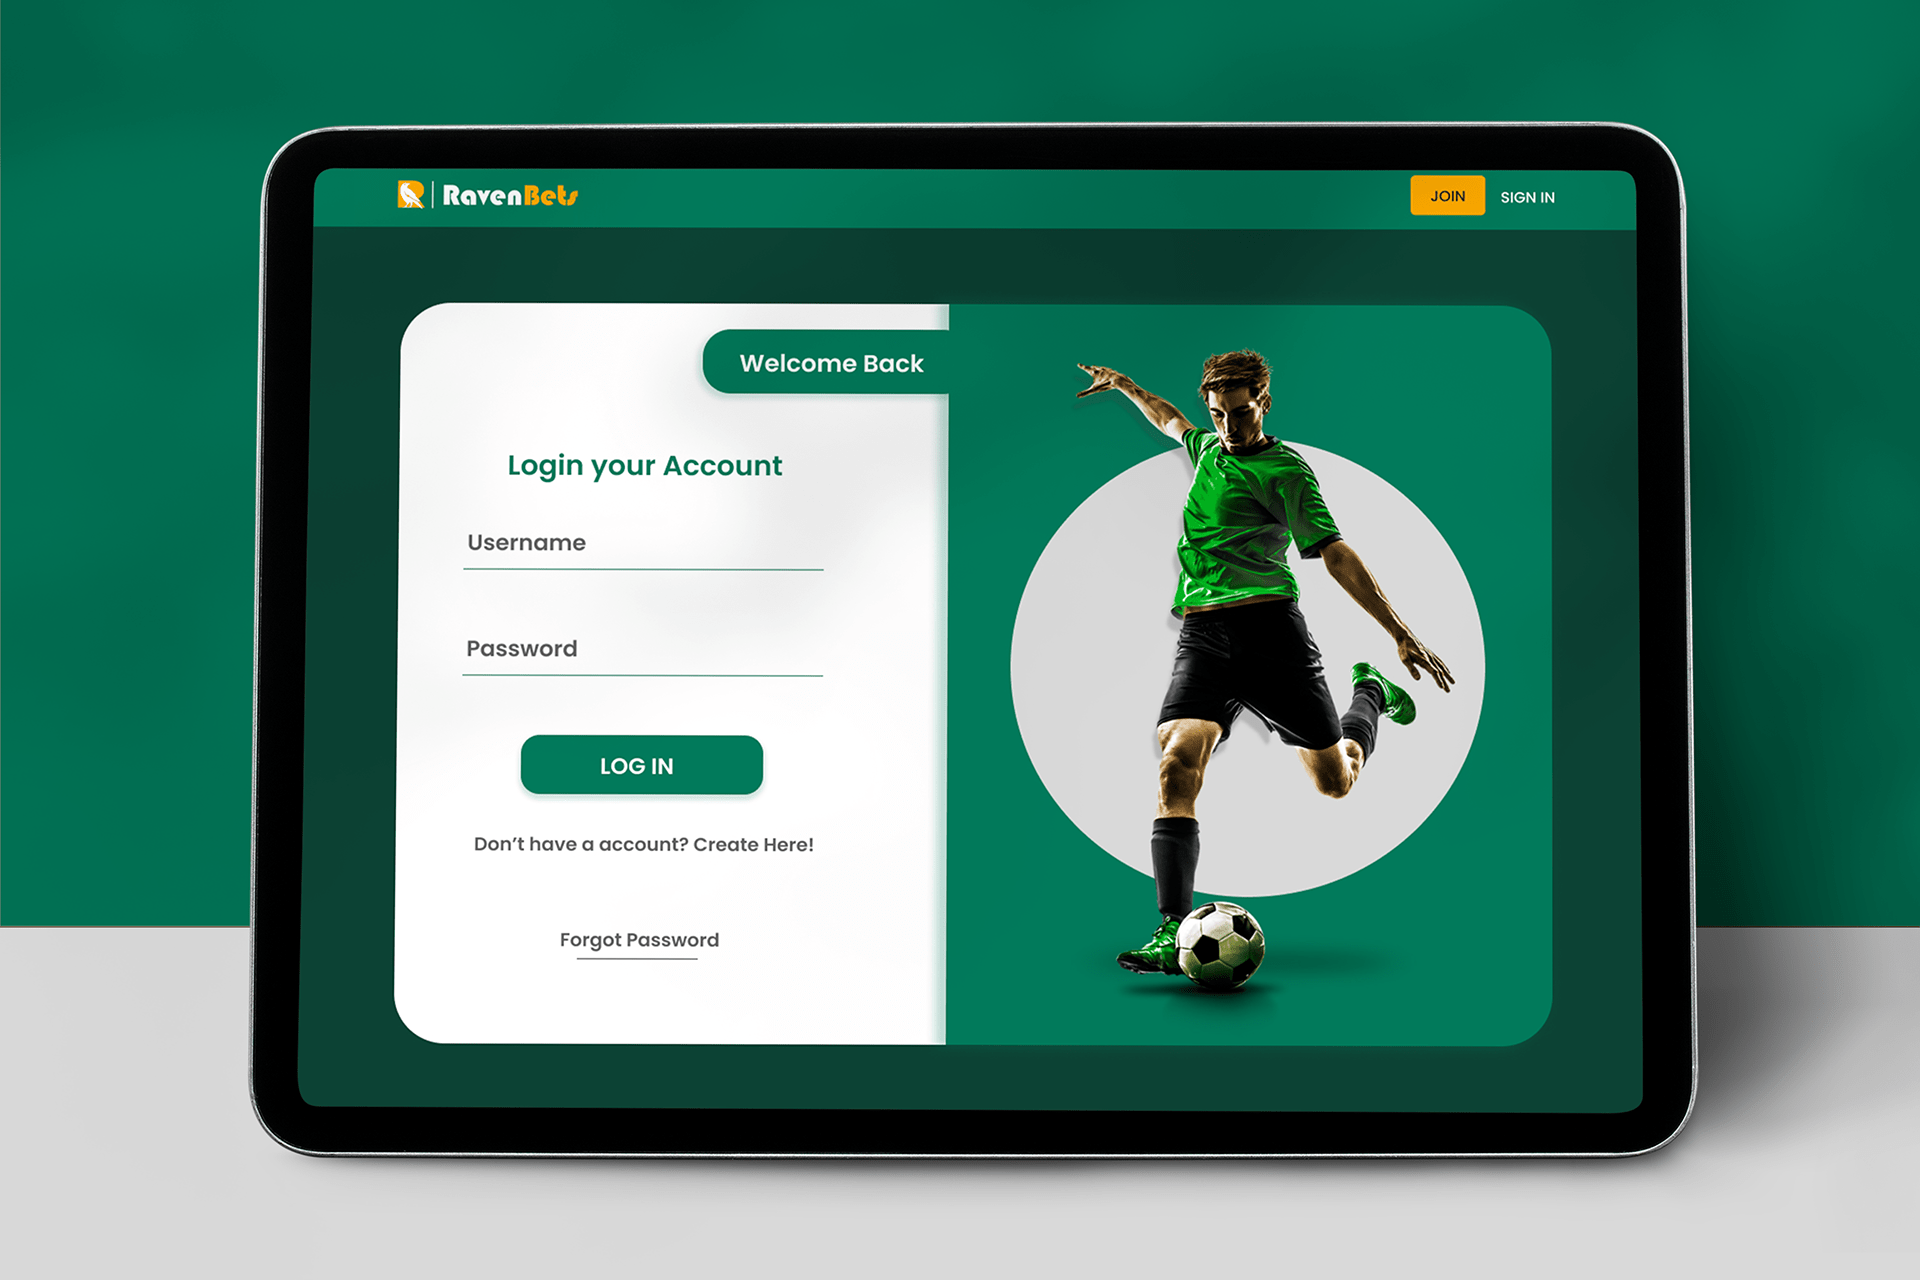 RavenBets
JOIN
SIGN IN
Welcome Back
Login your Account
Username
Password
LOG IN
Don’t have a account? Create Here!
Forgot Password